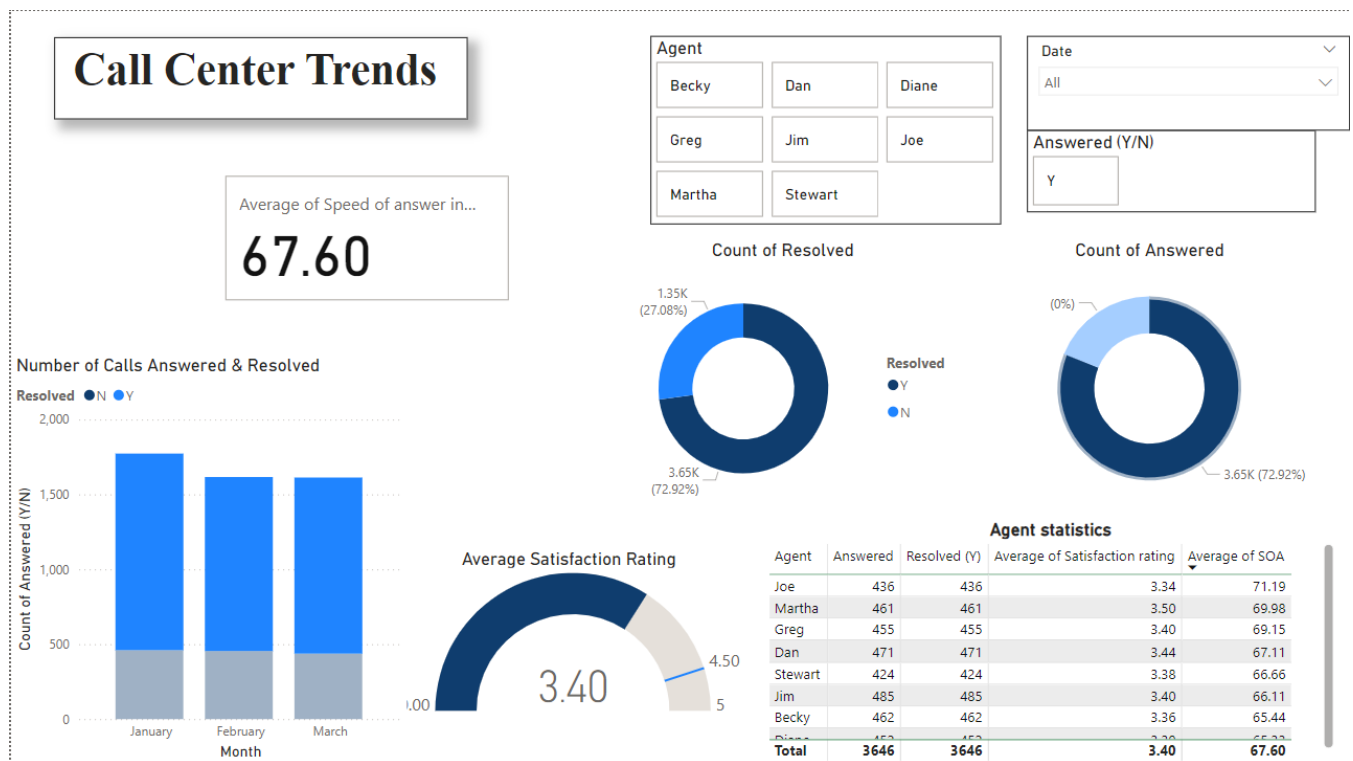 Call Center Trends
Agent
Becky
Dan
Diane
Greg
Jim
Joe
Martha
Stewart
Date
All
Answered (Y/N)
Y
Average of Speed of answer in...
67.60
Count of Resolved
1.35K
(27.08%)
3.65K
(72.92%)
Resolved
Y
N
Count of Answered
(0%)
3.65K (72.92%)
Number of Calls Answered & Resolved
Resolved N Y
Count of Answered (Y/N)
2,000
1,500
1,000
500
0
January February March
Month
Average Satisfaction Rating
3.40
.00
4.50
5
Agent statistics
Agent Answered Resolved (Y) Average of Satisfaction rating Average of SOA
Joe 436 436 3.34 71.19
Martha 461 461 3.50 69.98
Greg 455 455 3.40 69.15
Dan 471 471 3.44 67.11
Stewart 424 424 3.38 66.66
Jim 485 485 3.40 66.11
Becky 462 462 3.36 65.44
Total 3646 3646 3.40 67.60